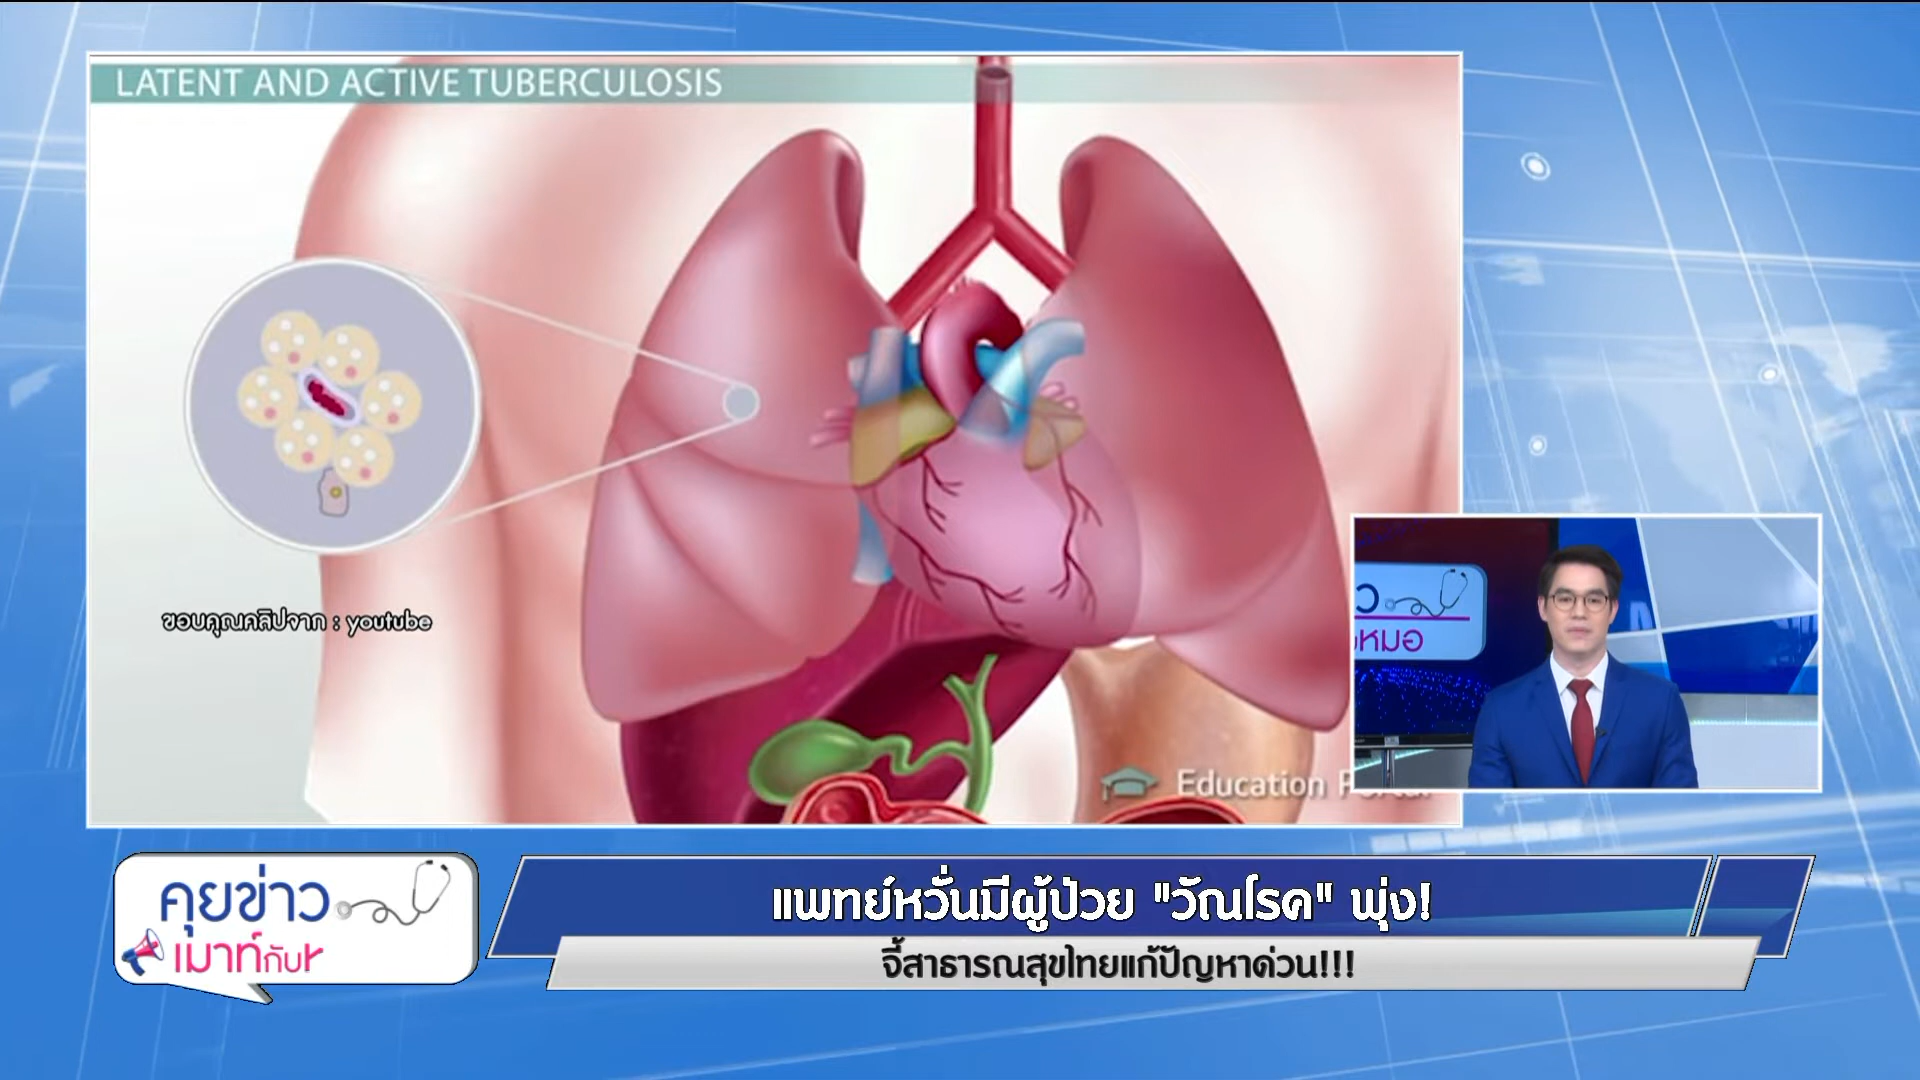 LATENT AND ACTIVE TUBERCULOSIS
ขอบคุณคลิปจาก : youtube
หมอ
Education
คุยข่าว
เมาท์กับ
แพทย์หวั่นมีผู้ป่วย "วัณโรค" พุ่ง!
จี้สาธารณสุขไทยแก้ปัญหาด่วน!!!